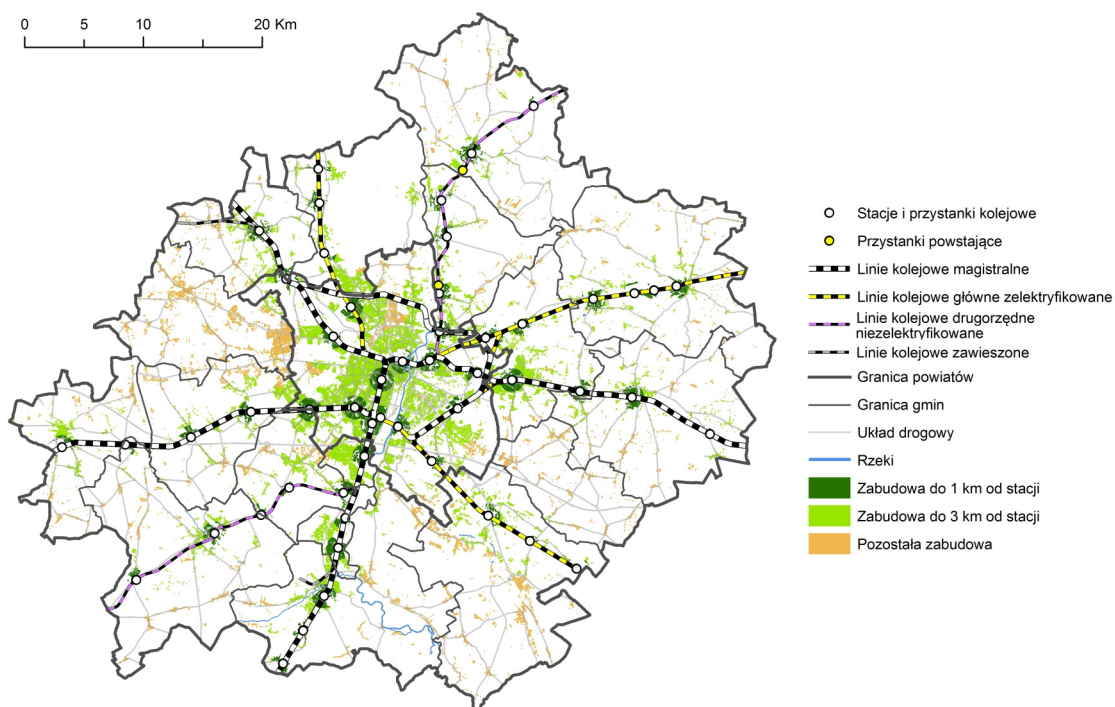 0 5 10 20 Km
Stacje i przystanki kolejowe
Przystanki powstające
Linie kolejowe magistralne
Linie kolejowe główne zelektryfikowane
Linie kolejowe drugorzędne
niezelektryfikowane
Linie kolejowe zawieszone
Granica powiatów
Granica gmin
Układ drogowy
Rzeki
Zabudowa do 1 km od stacji
Zabudowa do 3 km od stacji
Pozostała zabudowa